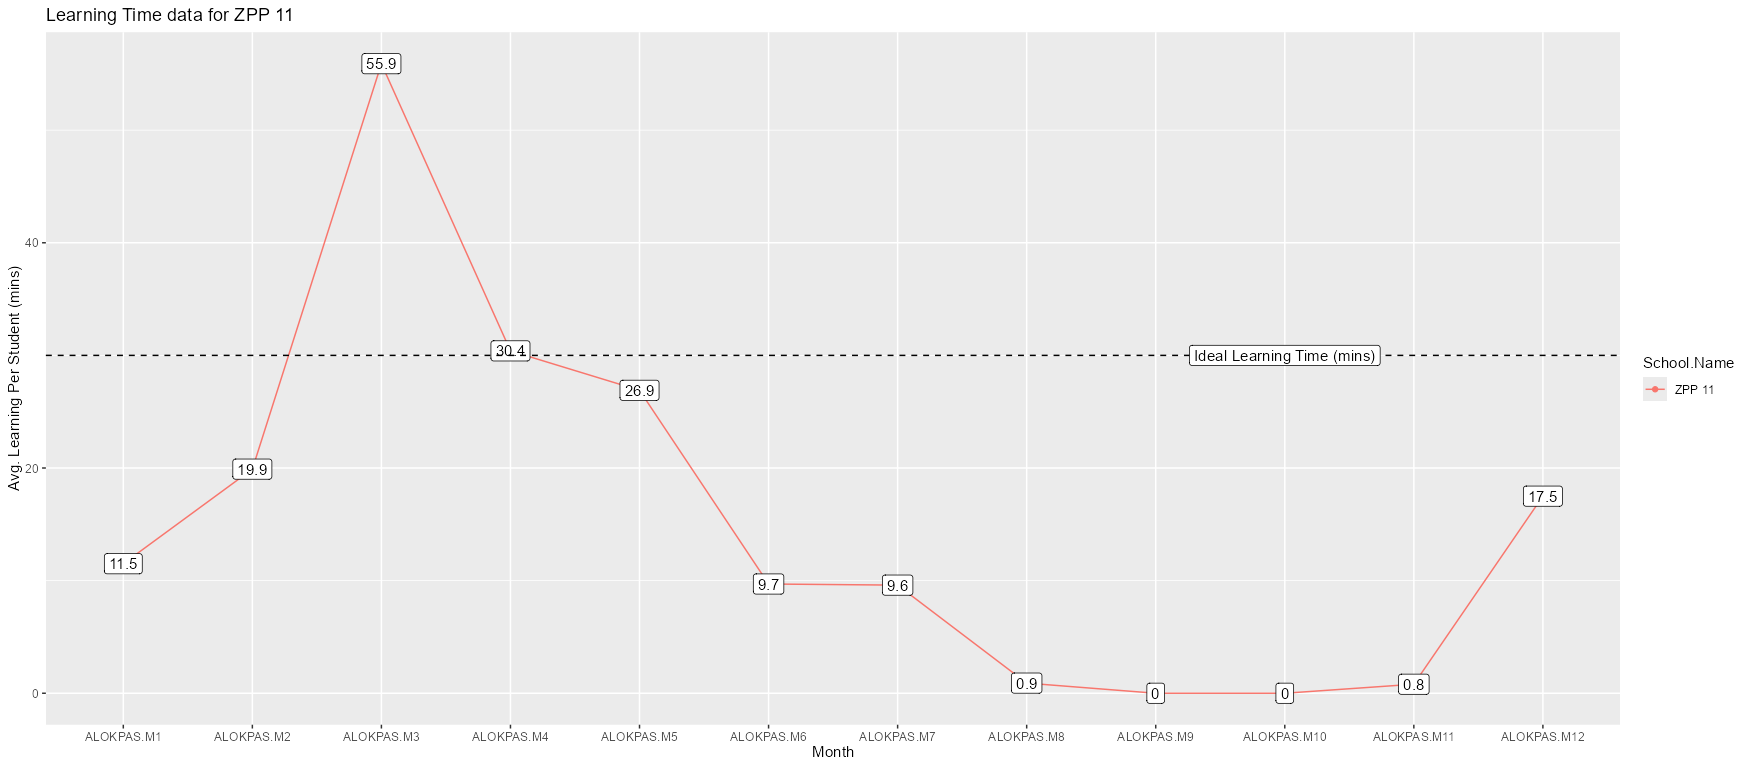 Learning Time data for ZPP 11
Avg. Learning Per Student (mins)
40
20
0
11.5
19.9
55.9
30.4
26.9
9.7
9.6
0.9
0
0
0.8
17.5
Ideal Learning Time (mins)
ALOKPAS.M1
ALOKPAS.M2
ALOKPAS.M3
ALOKPAS.M4
ALOKPAS.M5
ALOKPAS.M6
ALOKPAS.M7
ALOKPAS.M8
ALOKPAS.M9
ALOKPAS.M10
ALOKPAS.M11
ALOKPAS.M12
Month
School.Name
ZPP 11